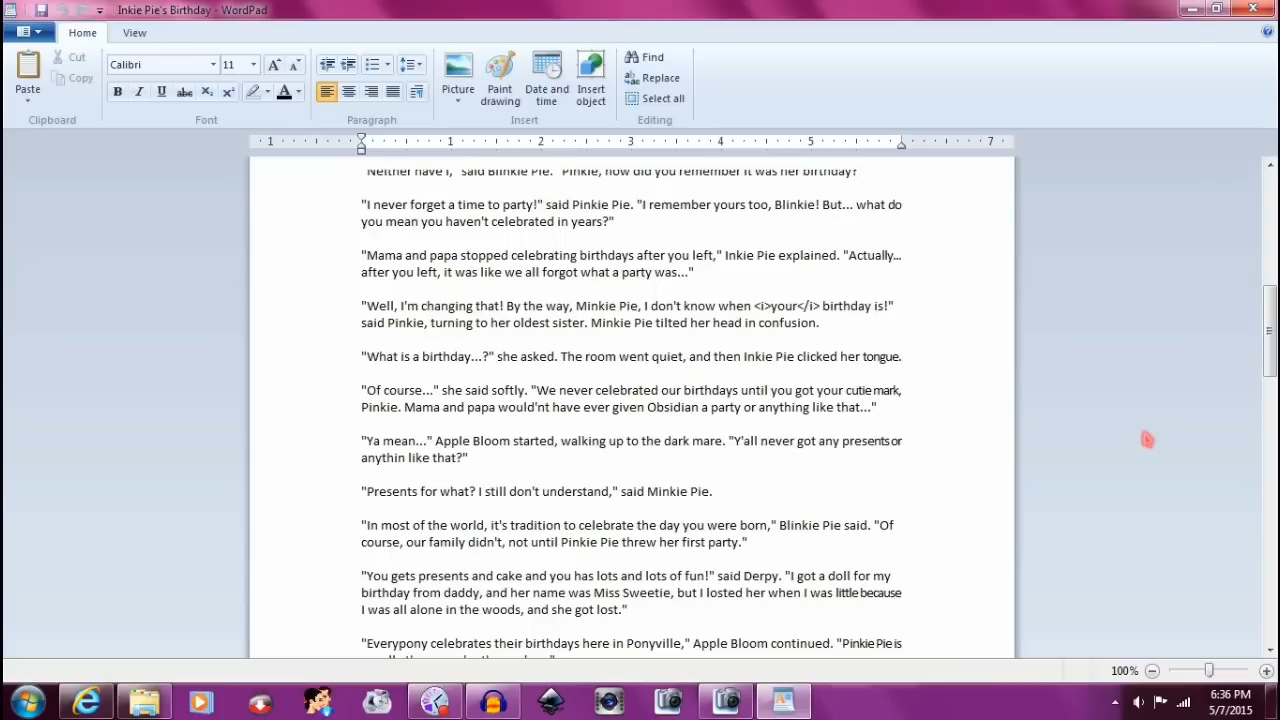 Inkie Pie's Birthday - WordPad
Home View
Paste
Cut
Copy
Clipboard
Calibri 11
B I U abc X₂ X² A
Font
Paragraph
Picture
Paint drawing
Date and time
Insert object
Insert
Find
Replace
Select all
Editing
1 1 2 3 4 5 7
"Neither have I," said Blinkie Pie. "Pinkie, how did you remember it was her birthday?"
"I never forget a time to party!" said Pinkie Pie. "I remember yours too, Blinkie! But... what do
you mean you haven't celebrated in years?"
"Mama and papa stopped celebrating birthdays after you left," Inkie Pie explained. "Actually...
after you left, it was like we all forgot what a party was..."
"Well, I'm changing that! By the way, Minkie Pie, I don't know when <i>your</i> birthday is!"
said Pinkie, turning to her oldest sister. Minkie Pie tilted her head in confusion.
"What is a birthday...?" she asked. The room went quiet, and then Inkie Pie clicked her tongue.
"Of course..." she said softly. "We never celebrated our birthdays until you got your cutie mark,
Pinkie. Mama and papa would'nt have ever given Obsidian a party or anything like that..."
"Ya mean..." Apple Bloom started, walking up to the dark mare. "Y'all never got any presents or
anythin like that?"
"Presents for what? I still don't understand," said Minkie Pie.
"In most of the world, it's tradition to celebrate the day you were born," Blinkie Pie said. "Of
course, our family didn't, not until Pinkie Pie threw her first party."
"You gets presents and cake and you has lots and lots of fun!" said Derpy. "I got a doll for my
birthday from daddy, and her name was Miss Sweetie, but I losted her when I was little because
I was all alone in the woods, and she got lost."
"Everypony celebrates their birthdays here in Ponyville," Apple Bloom continued. "Pinkie Pie is
100%
6:36 PM
5/7/2015